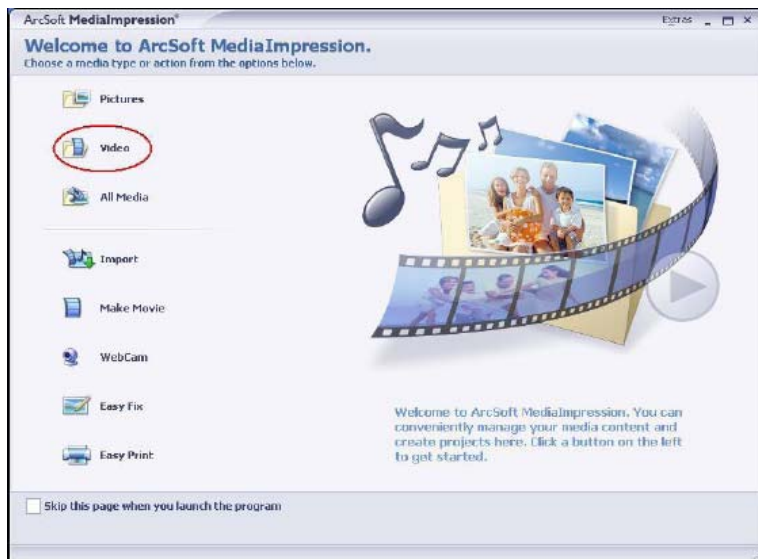 ArcSoft MediaImpression®
Extras
Welcome to ArcSoft MediaImpression.
Choose a media type or action from the options below.
Pictures
Video
All Media
Import
Make Movie
WebCam
Easy Fix
Easy Print
Welcome to ArcSoft MediaImpression. You can
conveniently manage your media content and
create projects here. Click a button on the left
to get started.
Skip this page when you launch the program